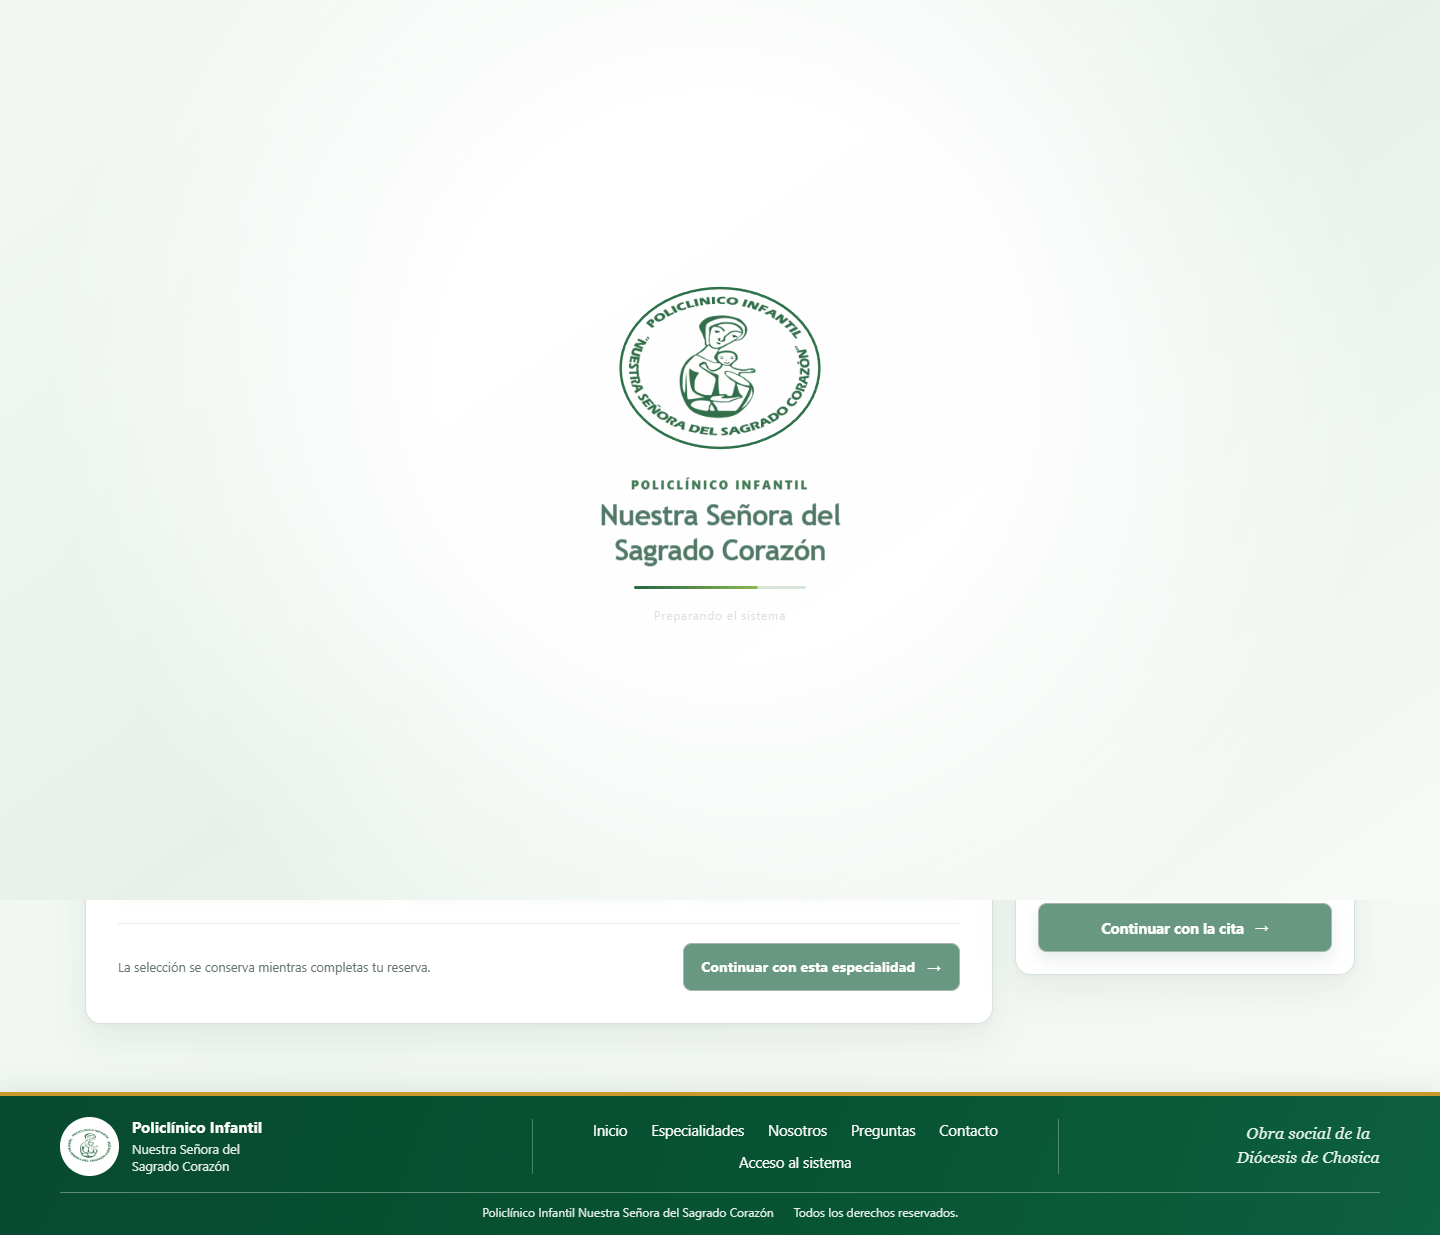 POLICLINICO INFANTIL
"NUESTRA SEÑORA DEL SAGRADO CORAZÓN"
POLICLÍNICO INFANTIL
Nuestra Señora del
Sagrado Corazón
Preparando el sistema
Continuar con la cita →
La selección se conserva mientras completas tu reserva.
Continuar con esta especialidad →
Policlínico Infantil
Nuestra Señora del
Sagrado Corazón
Inicio Especialidades Nosotros Preguntas Contacto
Acceso al sistema
Obra social de la
Diócesis de Chosica
Policlínico Infantil Nuestra Señora del Sagrado Corazón Todos los derechos reservados.